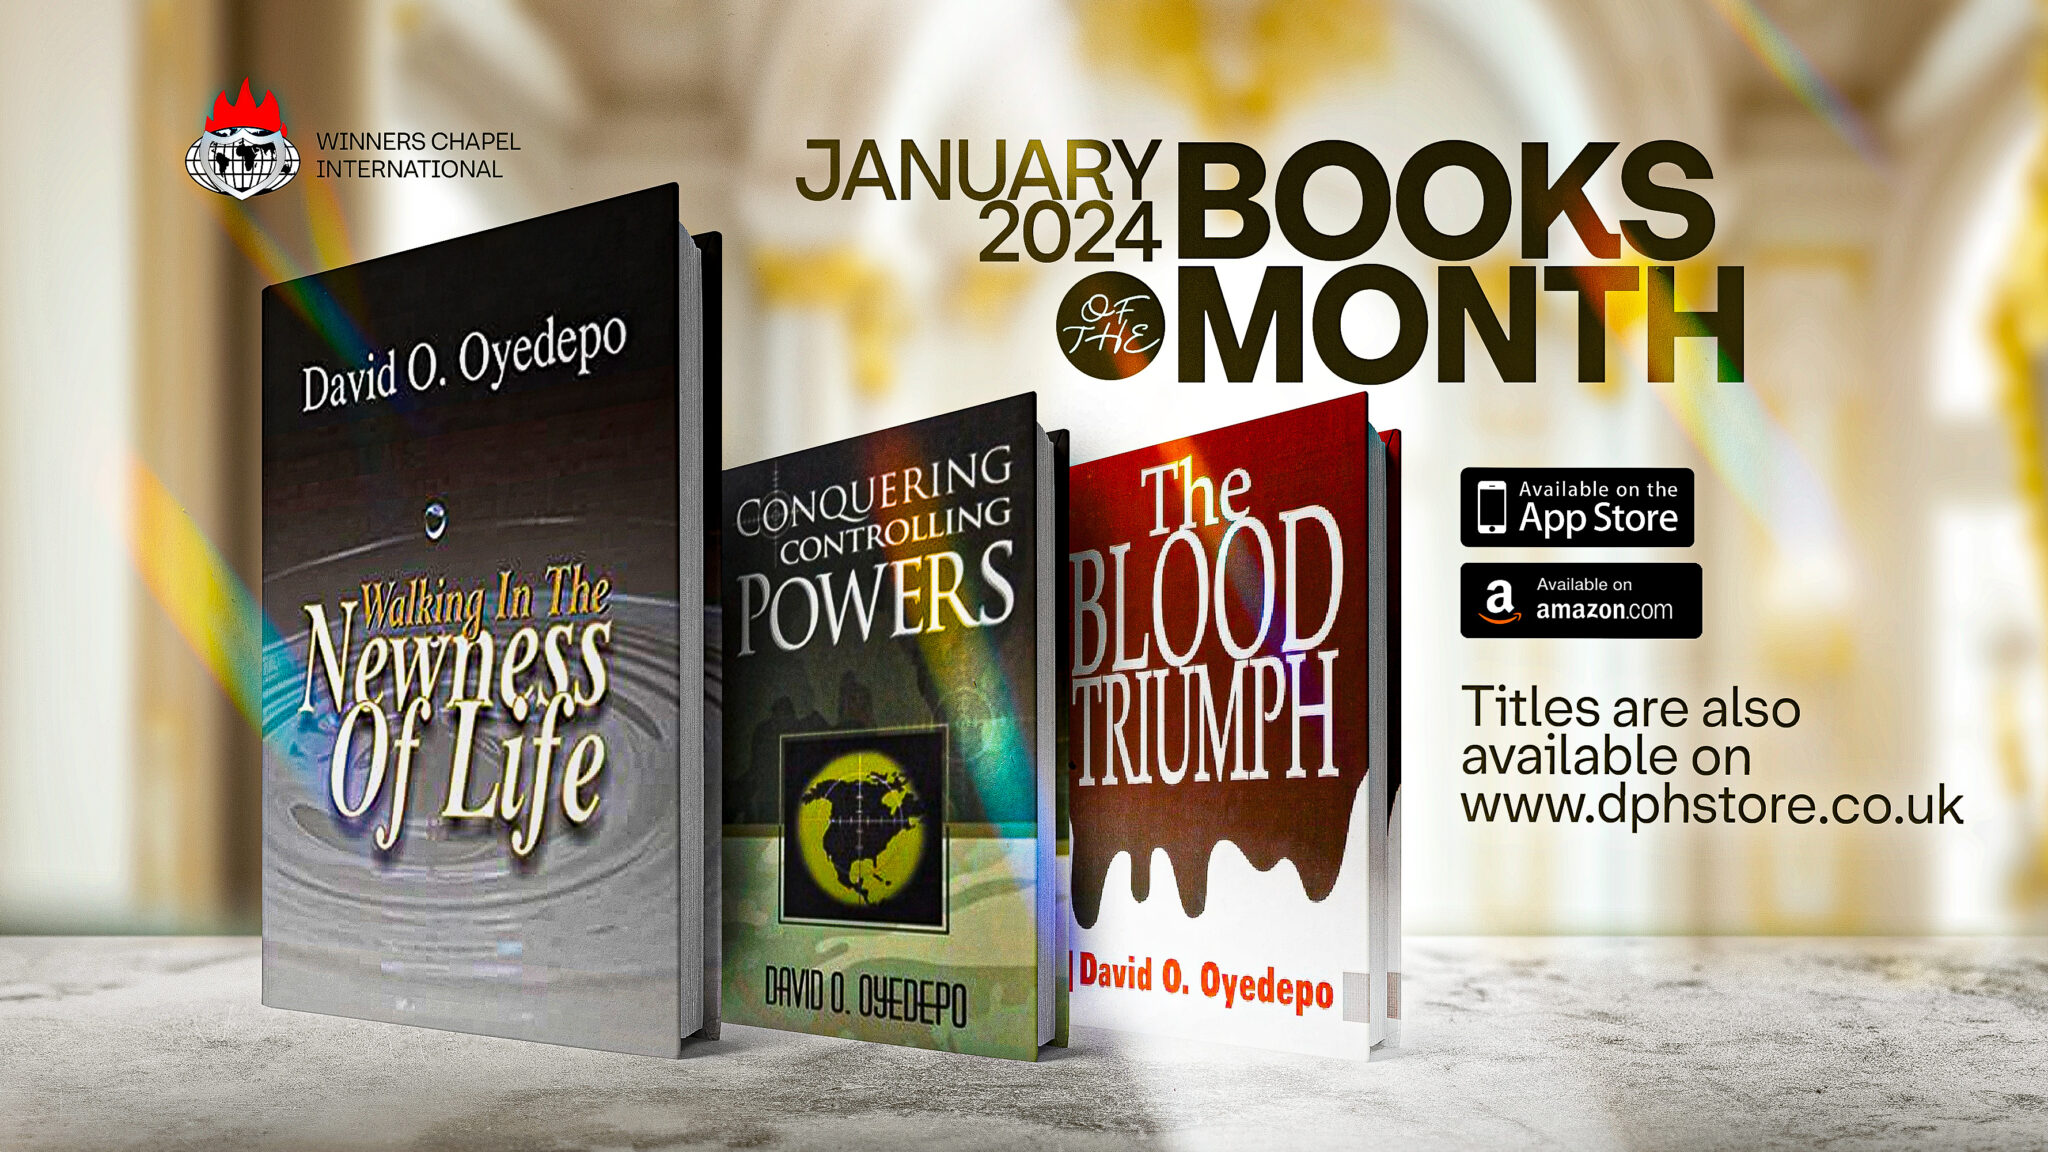 WINNERS CHAPEL
INTERNATIONAL
JANUARY
2024
BOOKS
OF
THE
MONTH
David O. Oyedepo
Walking In The
Newness
Of Life
CONQUERING
CONTROLLING
POWERS
DAVID O. OYEDEPO
The
BLOOD
TRIUMPH
David O. Oyedepo
Available on the
App Store
a
Available on
amazon.com
Titles are also
available on
www.dphstore.co.uk